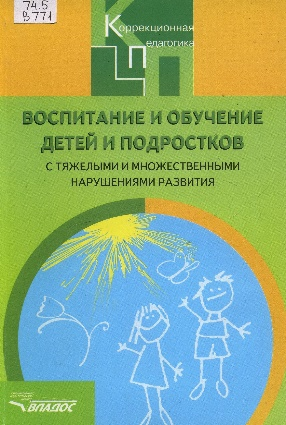 74.5
В771
Коррекционная
педагогика
ВОСПИТАНИЕ И ОБУЧЕНИЕ
ДЕТЕЙ И ПОДРОСТКОВ
С ТЯЖЕЛЫМИ И МНОЖЕСТВЕННЫМИ
НАРУШЕНИЯМИ РАЗВИТИЯ
ВЛАДОС